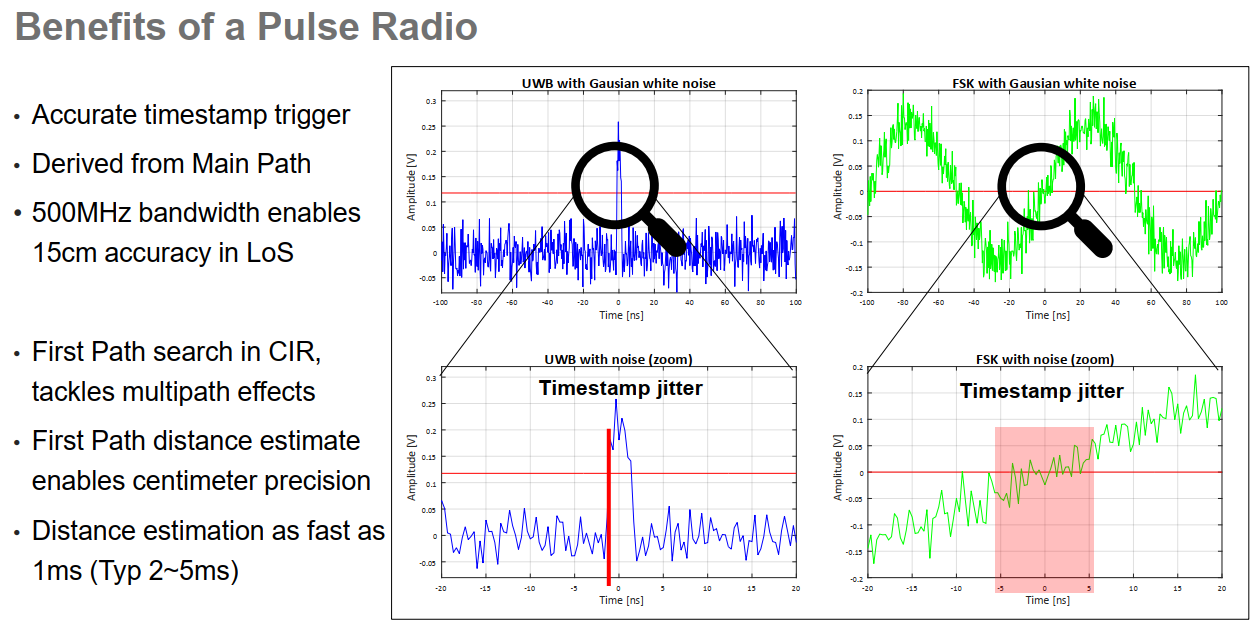 Benefits of a Pulse Radio
• Accurate timestamp trigger
• Derived from Main Path
• 500MHz bandwidth enables
15cm accuracy in LoS
• First Path search in CIR,
tackles multipath effects
• First Path distance estimate
enables centimeter precision
• Distance estimation as fast as
1ms (Typ 2~5ms)
UWB with Gausian white noise
Amplitude [V]
0.3
0.25
0.2
0.15
0.1
0.05
0
-0.05
-100 -80 -60 -40 -20 0 20 40 60 80 100
Time [ns]
FSK with Gausian white noise
Amplitude [V]
0.2
0.15
0.1
0.05
0
-0.05
-0.1
-0.15
-0.2
-100 -80 -60 -40 -20 0 20 40 60 80 100
Time [ns]
UWB with noise (zoom)
Timestamp jitter
Amplitude [V]
0.3
0.25
0.2
0.15
0.1
0.05
0
-0.05
-20 -15 -10 -5 0 5 10 15 20
Time [ns]
FSK with noise (zoom)
Timestamp jitter
Amplitude [V]
0.2
0.15
0.1
0.05
0
-0.05
-0.1
-0.15
-0.2
-20 -15 -10 -5 0 5 10 15 20
Time [ns]